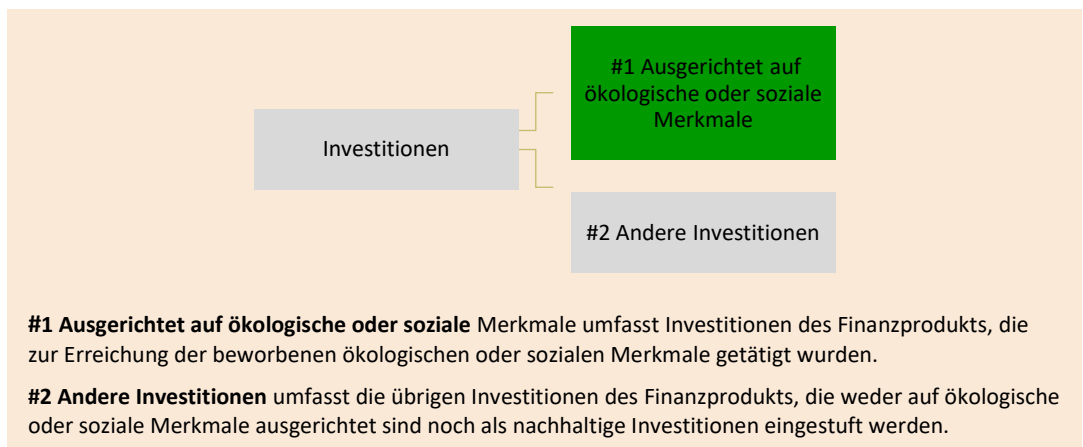 #1 Ausgerichtet auf
ökologische oder soziale
Merkmale
Investitionen
#2 Andere Investitionen
#1 Ausgerichtet auf ökologische oder soziale Merkmale umfasst Investitionen des Finanzprodukts, die
zur Erreichung der beworbenen ökologischen oder sozialen Merkmale getätigt wurden.
#2 Andere Investitionen umfasst die übrigen Investitionen des Finanzprodukts, die weder auf ökologische
oder soziale Merkmale ausgerichtet sind noch als nachhaltige Investitionen eingestuft werden.